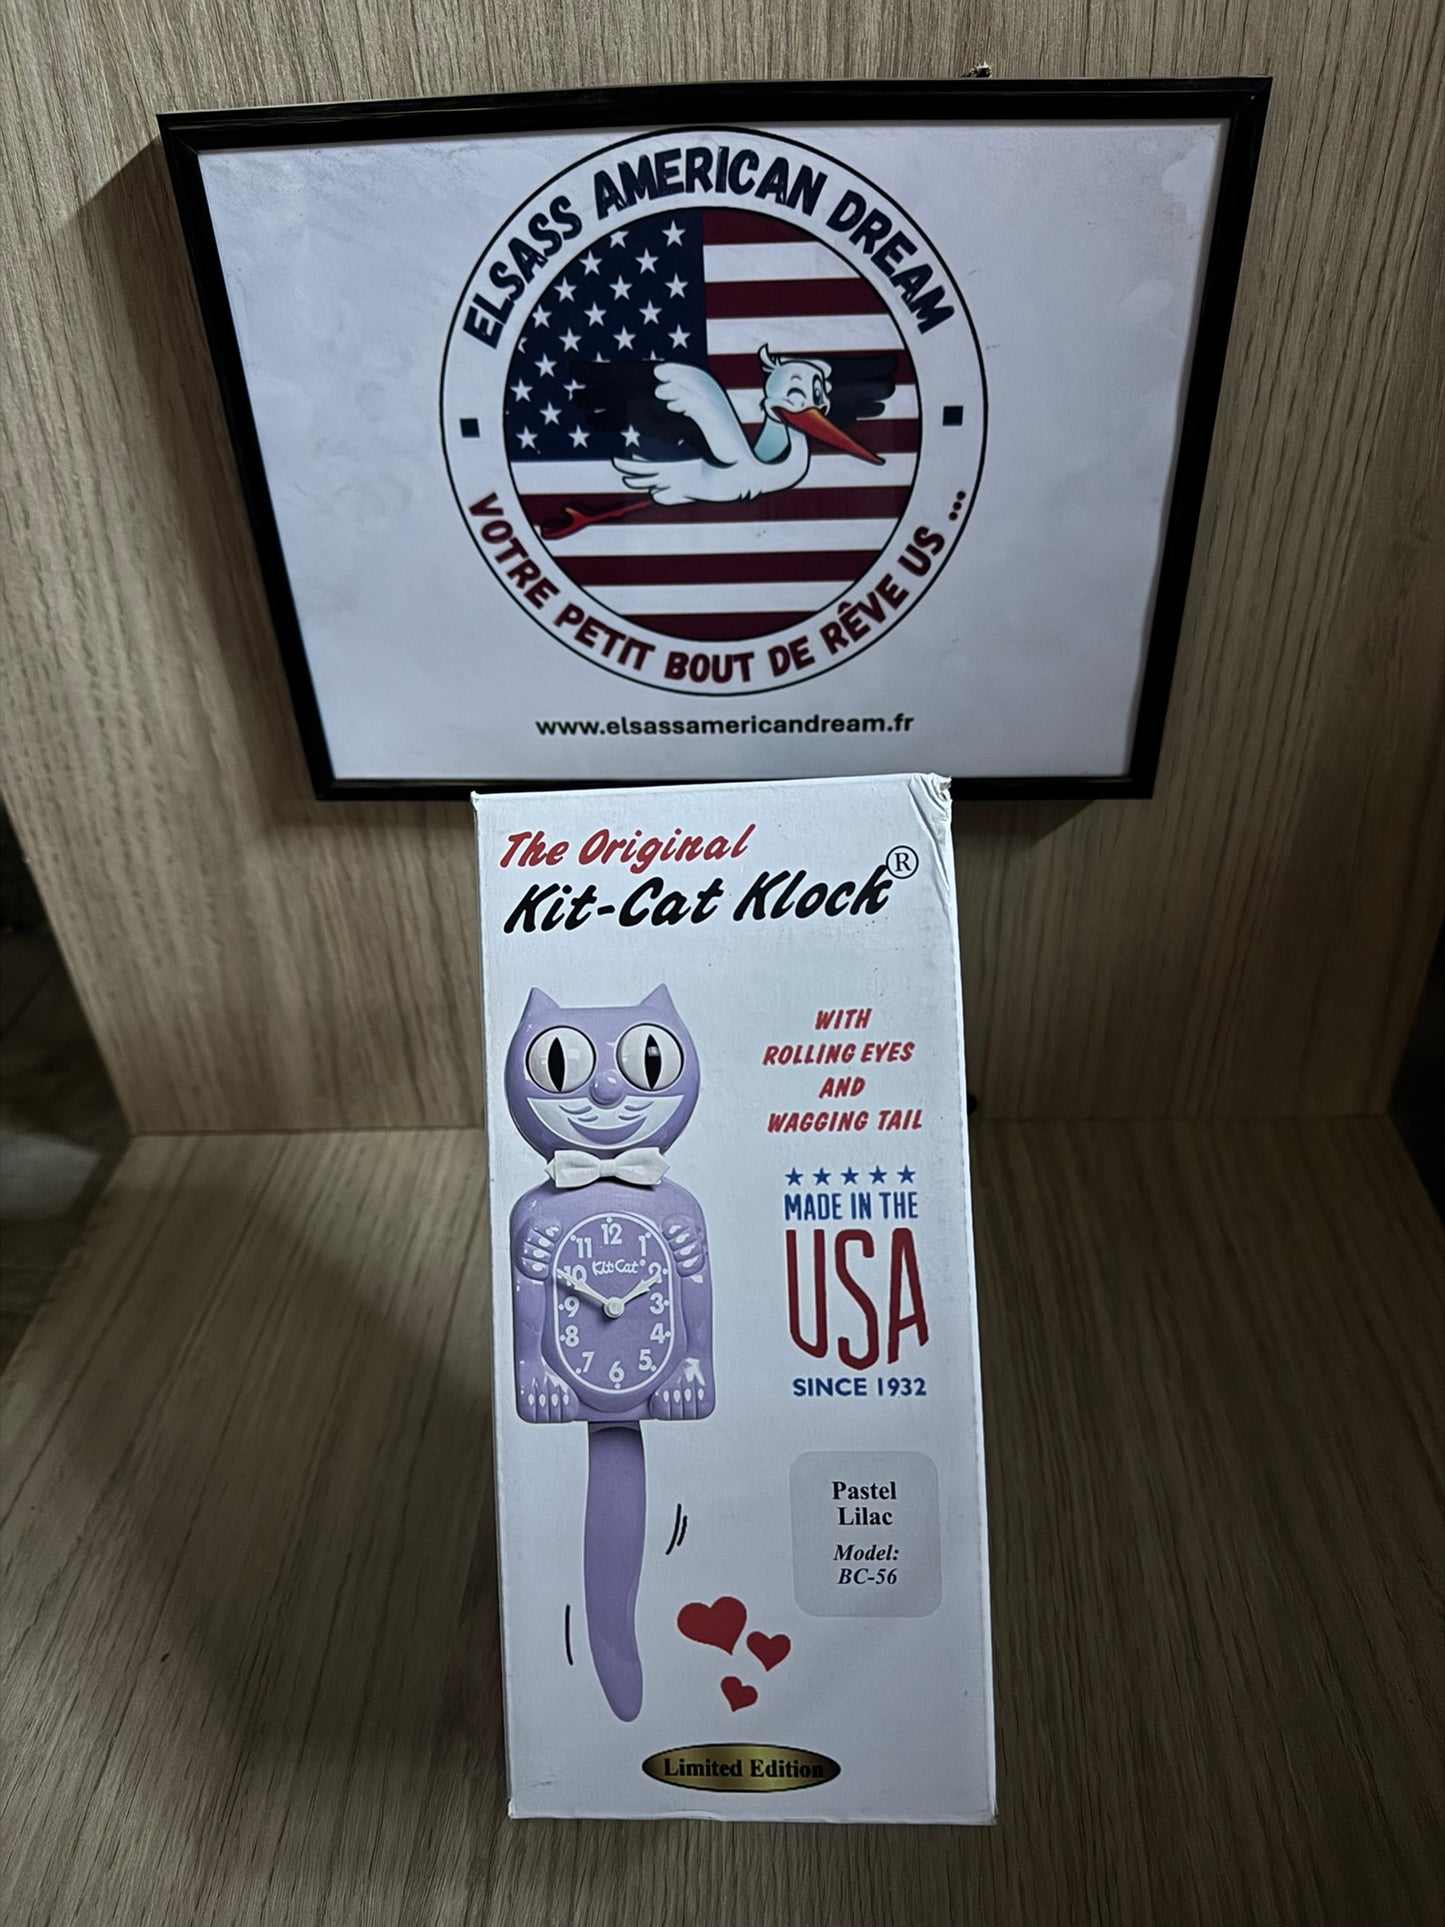 ELSASS AMERICAN DREAM
VOTRE PETIT BOUT DE RÊVE US ...
www.elsassamericandream.fr
The Original
Kit-Cat Klock®
WITH
ROLLING EYES
AND
WAGGING TAIL
MADE IN THE
USA
SINCE 1932
12
11 1
Kit-Cat®
10 2
9 3
8 4
7 5
6
Pastel
Lilac
Model:
BC-56
Limited Edition